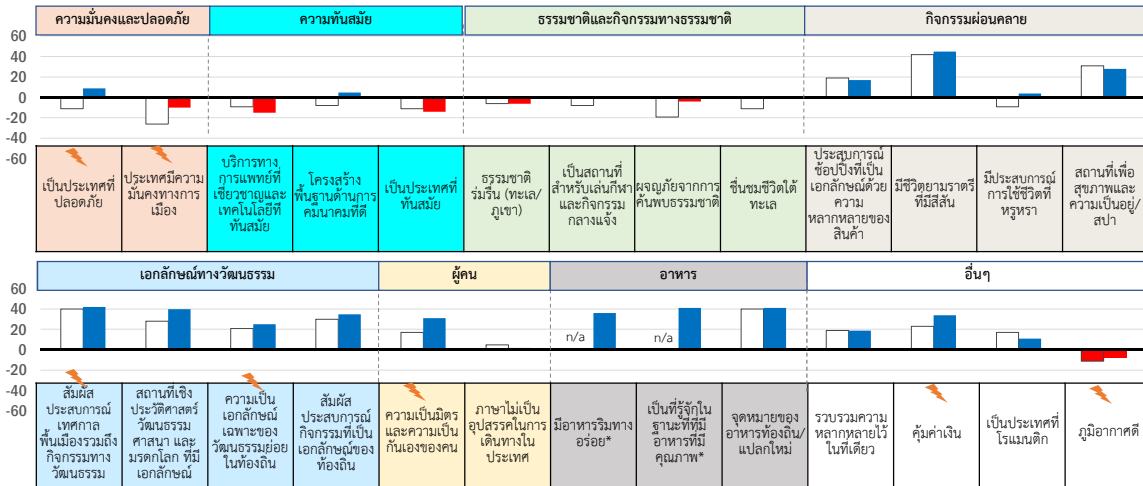 ความมั่นคงและปลอดภัย
ความทันสมัย
ธรรมชาติและกิจกรรมทางธรรมชาติ
กิจกรรมผ่อนคลาย
60
40
20
0
-20
-40
-60
เป็นประเทศที่
ปลอดภัย
ประเทศมีความ
มั่นคงทางการ
เมือง
บริการทาง
การแพทย์ที่
เชี่ยวชาญและ
เทคโนโลยีที่
ทันสมัย
โครงสร้าง
พื้นฐานด้านการ
คมนาคมที่ดี
เป็นประเทศที่
ทันสมัย
ธรรมชาติ
ร่มรื่น (ทะเล/
ภูเขา)
เป็นสถานที่
สำหรับเล่นกีฬา
และกิจกรรม
กลางแจ้ง
ผจญภัยจากการ
ค้นพบธรรมชาติ
ชื่นชมชีวิตใต้
ทะเล
ประสบการณ์
ช้อปปิ้งที่เป็น
เอกลักษณ์ด้วย
ความ
หลากหลายของ
สินค้า
มีชีวิตยามราตรี
ที่มีสีสัน
มีประสบการณ์
การใช้ชีวิตที่
หรูหรา
สถานที่เพื่อ
สุขภาพและ
ความเป็นอยู่/
สปา
เอกลักษณ์ทางวัฒนธรรม
ผู้คน
อาหาร
อื่นๆ
60
40
20
0
-20
-40
-60
n/a
n/a
สัมผัส
ประสบการณ์
เทศกาล
พื้นเมืองรวมถึง
กิจกรรมทาง
วัฒนธรรม
สถานที่เชิง
ประวัติศาสตร์
วัฒนธรรม
ศาสนา และ
มรดกโลก ที่มี
เอกลักษณ์
ความเป็น
เอกลักษณ์
เฉพาะของ
วัฒนธรรมย่อย
ในท้องถิ่น
สัมผัส
ประสบการณ์
กิจกรรมที่เป็น
เอกลักษณ์ของ
ท้องถิ่น
ความเป็นมิตร
และความเป็น
กันเองของคน
ภาษาไม่เป็น
อุปสรรคในการ
เดินทางใน
ประเทศ
มีอาหารริมทาง
อร่อย*
เป็นที่รู้จักใน
ฐานะที่ที่มี
อาหารที่มี
คุณภาพ*
จุดหมายของ
อาหารท้องถิ่น/
แปลกใหม่
รวบรวมความ
หลากหลายไว้
ในที่เดียว
คุ้มค่าเงิน
เป็นประเทศที่
โรแมนติก
ภูมิอากาศดี